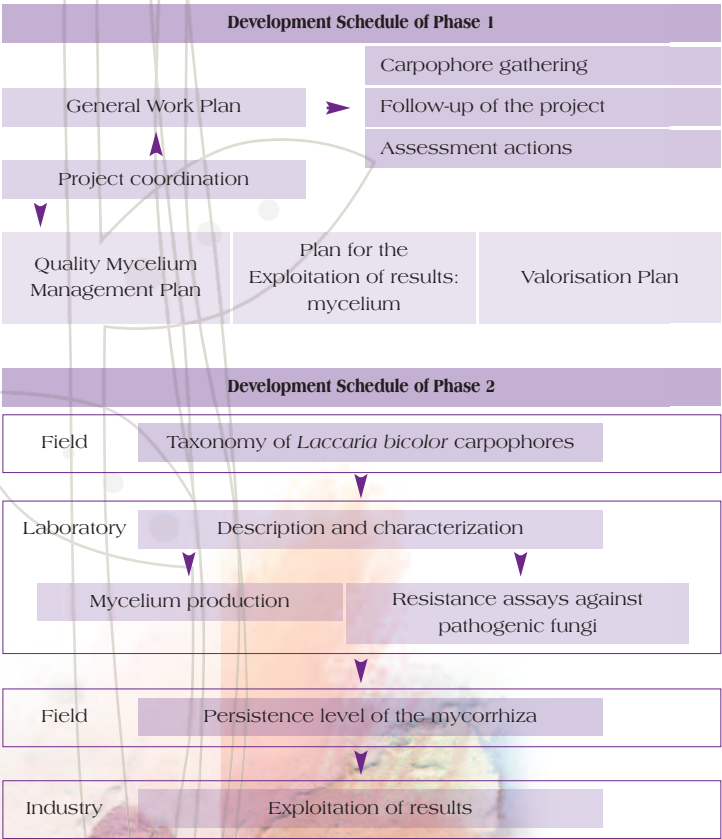 Development Schedule of Phase 1
Carpophore gathering
General Work Plan
Follow-up of the project
Assessment actions
Project coordination
Quality Mycelium
Management Plan
Plan for the
Exploitation of results:
mycelium
Valorisation Plan
Development Schedule of Phase 2
Field
Taxonomy of Laccaria bicolor carpophores
Laboratory
Description and characterization
Mycelium production
Resistance assays against
pathogenic fungi
Field
Persistence level of the mycorrhiza
Industry
Exploitation of results